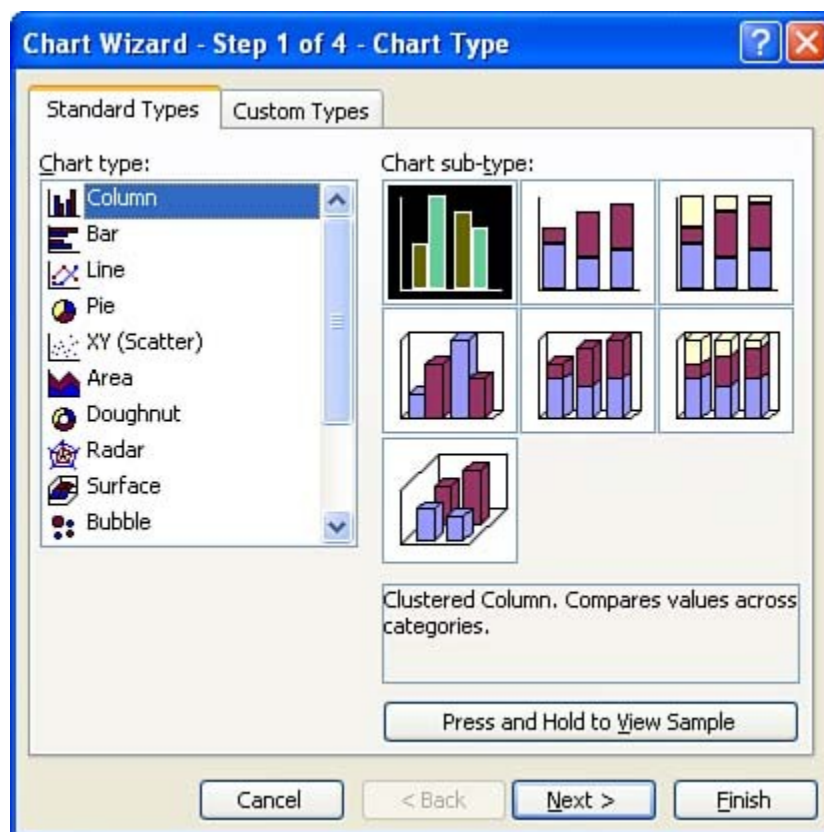 Chart Wizard - Step 1 of 4 - Chart Type
Standard Types
Custom Types
Chart type:
Column
Bar
Line
Pie
XY (Scatter)
Area
Doughnut
Radar
Surface
Bubble
Chart sub-type:
Clustered Column. Compares values across
categories.
Press and Hold to View Sample
Cancel
< Back
Next >
Finish